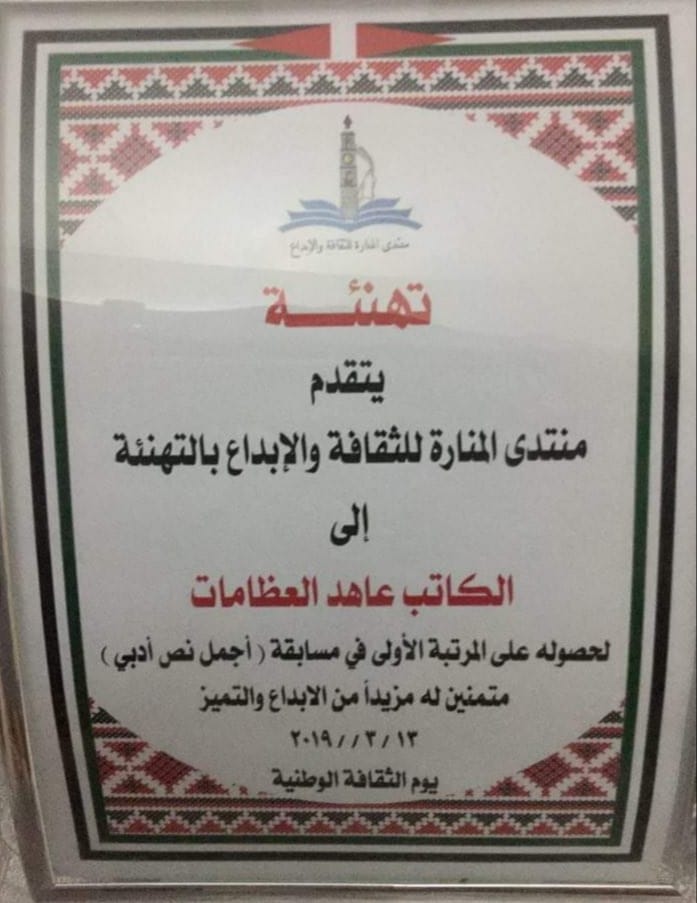 منتدى المنارة للثقافة والإبداع
تهنئـــة
يتقدم
منتدى المنارة للثقافة والإبداع بالتهنئة
إلى
الكاتب عاهد العظامات
لحصوله على المرتبة الأولى في مسابقة ( أجمل نص أدبي )
متمنين له مزيداً من الابداع والتميز
١٣ / ٣ / / ٢٠١٩
يوم الثقافة الوطنية